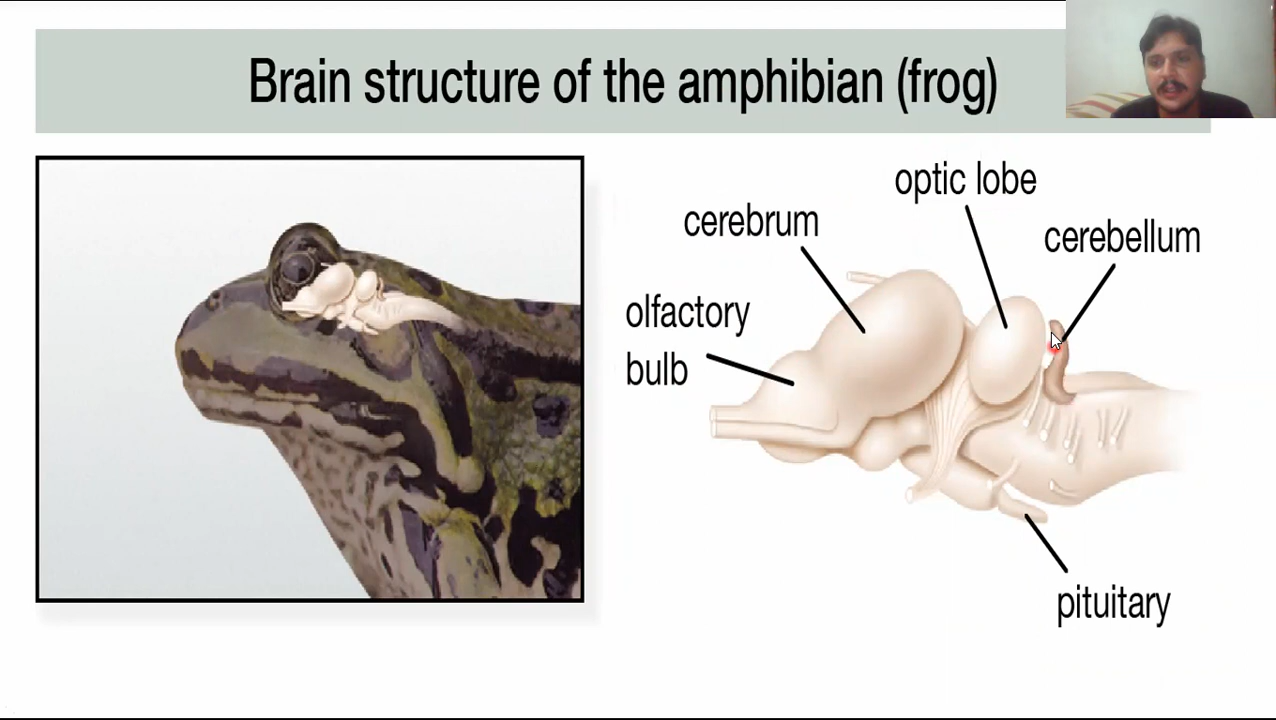 Brain structure of the amphibian (frog)
optic lobe
cerebrum
cerebellum
olfactory
bulb
pituitary